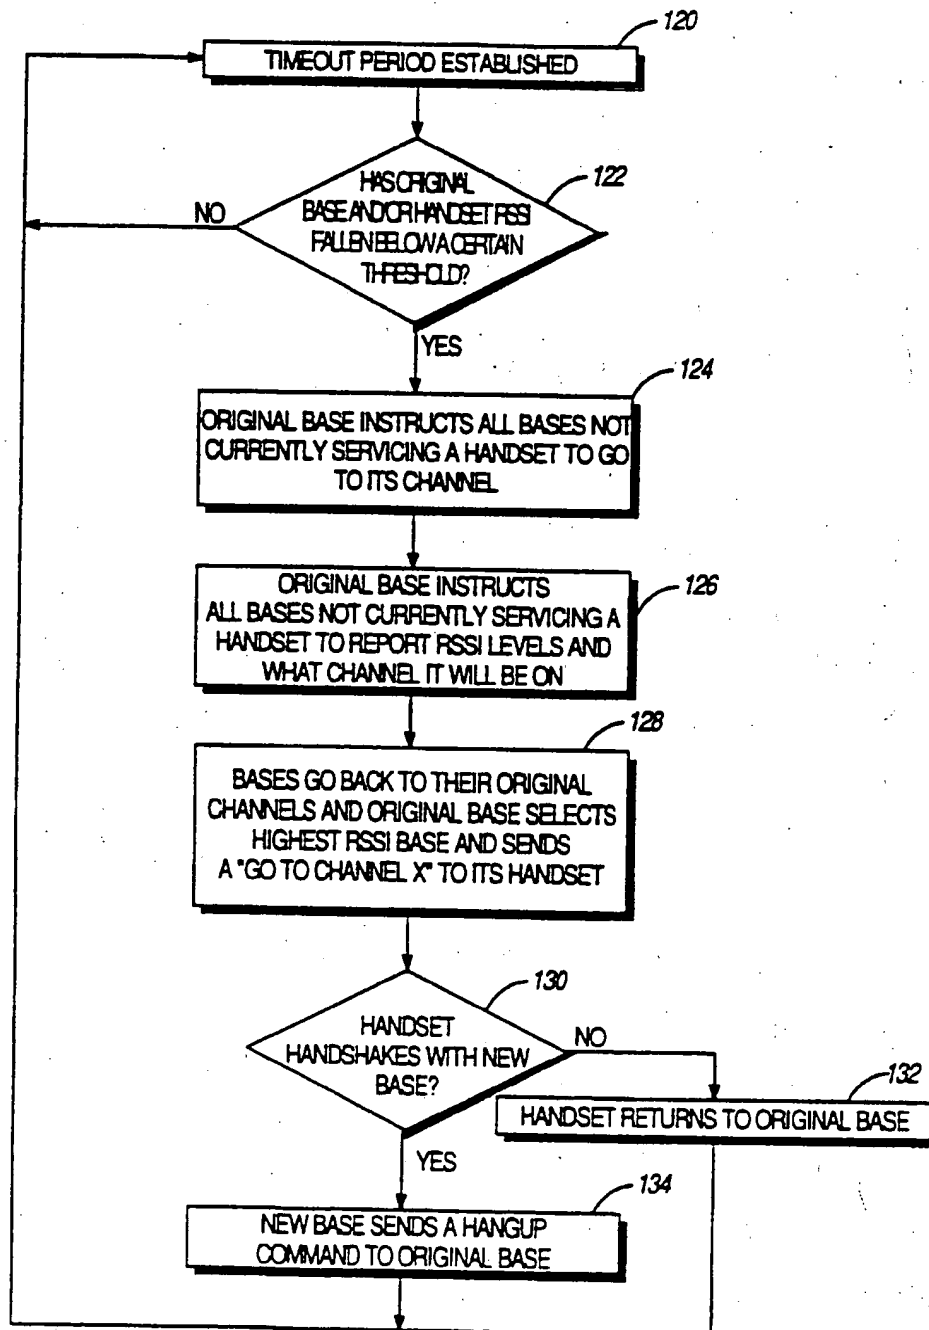 120
TIMEOUT PERIOD ESTABLISHED
122
HAS ORIGINAL
BASE AND/OR HANDSET RSSI
FALLEN BELOW A CERTAIN
THRESHOLD?
NO
YES
124
ORIGINAL BASE INSTRUCTS ALL BASES NOT
CURRENTLY SERVICING A HANDSET TO GO
TO ITS CHANNEL
126
ORIGINAL BASE INSTRUCTS
ALL BASES NOT CURRENTLY SERVICING A
HANDSET TO REPORT RSSI LEVELS AND
WHAT CHANNEL IT WILL BE ON
128
BASES GO BACK TO THEIR ORIGINAL
CHANNELS AND ORIGINAL BASE SELECTS
HIGHEST RSSI BASE AND SENDS
A "GO TO CHANNEL X" TO ITS HANDSET
130
HANDSET
HANDSHAKES WITH NEW
BASE?
NO
132
HANDSET RETURNS TO ORIGINAL BASE
YES
134
NEW BASE SENDS A HANGUP
COMMAND TO ORIGINAL BASE